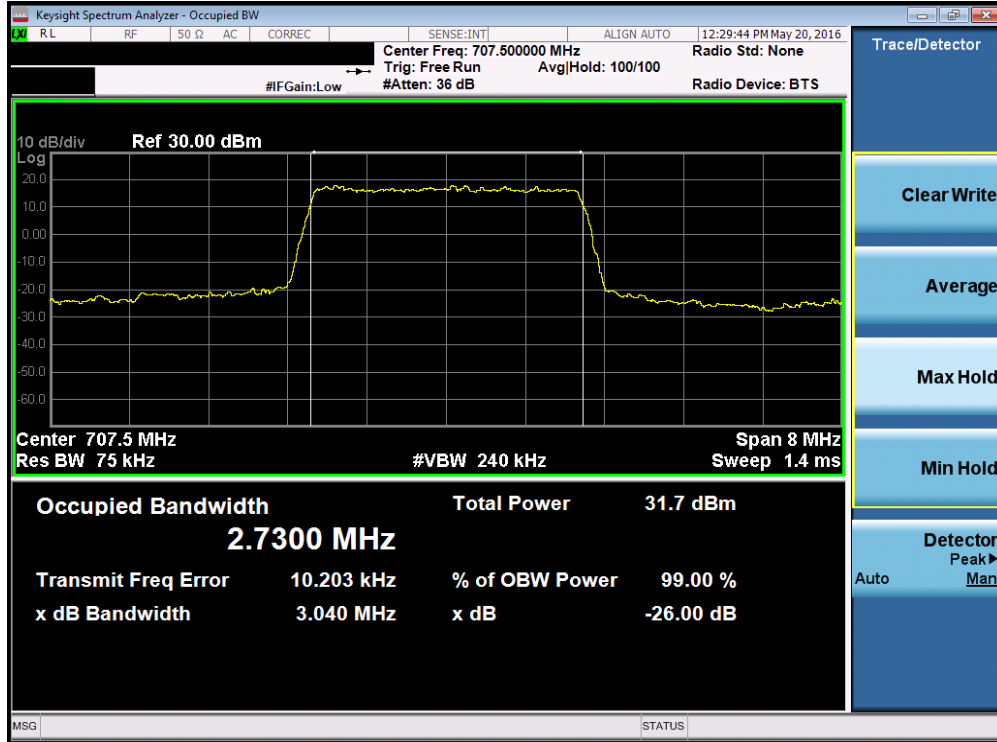 Keysight Spectrum Analyzer - Occupied BW
LXI RL RF 50 Ω AC CORREC SENSE:INT ALIGN AUTO 12:29:44 PM May 20, 2016
Center Freq: 707.500000 MHz Radio Std: None
Trig: Free Run Avg|Hold: 100/100
#IFGain:Low #Atten: 36 dB Radio Device: BTS
10 dB/div Ref 30.00 dBm
Log
20.0
10.0
0.00
-10.0
-20.0
-30.0
-40.0
-50.0
-60.0
Center 707.5 MHz Span 8 MHz
Res BW 75 kHz #VBW 240 kHz Sweep 1.4 ms
Occupied Bandwidth Total Power 31.7 dBm
2.7300 MHz
Transmit Freq Error 10.203 kHz % of OBW Power 99.00 %
x dB Bandwidth 3.040 MHz x dB -26.00 dB
MSG STATUS
Trace/Detector
Clear Write
Average
Max Hold
Min Hold
Detector
Peak▶
Auto Man